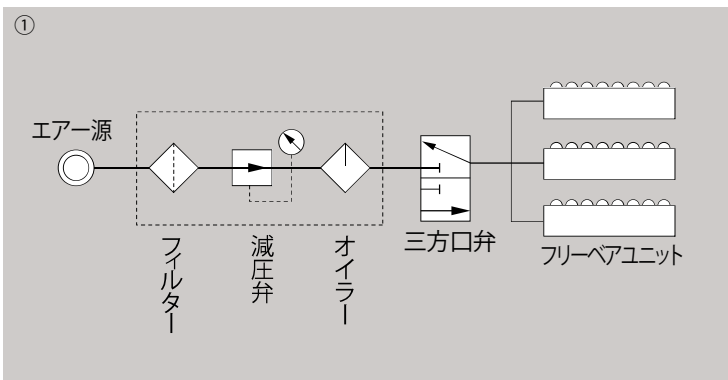 ①
エアー源
フィルター
減圧弁
オイラー
三方口弁
フリーベアユニット